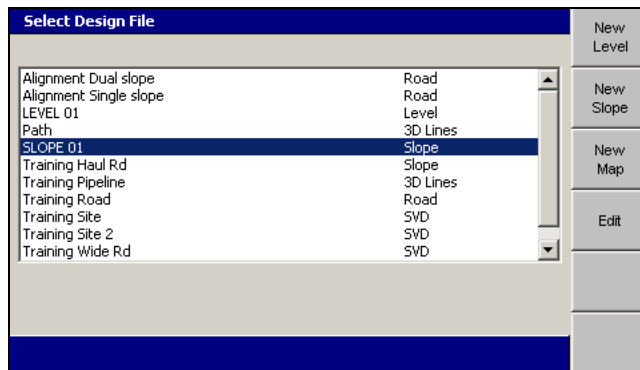 Select Design File
Alignment Dual slope Road
Alignment Single slope Road
LEVEL 01 Level
Path 3D Lines
SLOPE 01 Slope
Training Haul Rd Slope
Training Pipeline 3D Lines
Training Road Road
Training Site SVD
Training Site 2 SVD
Training Wide Rd SVD
New
Level
New
Slope
New
Map
Edit